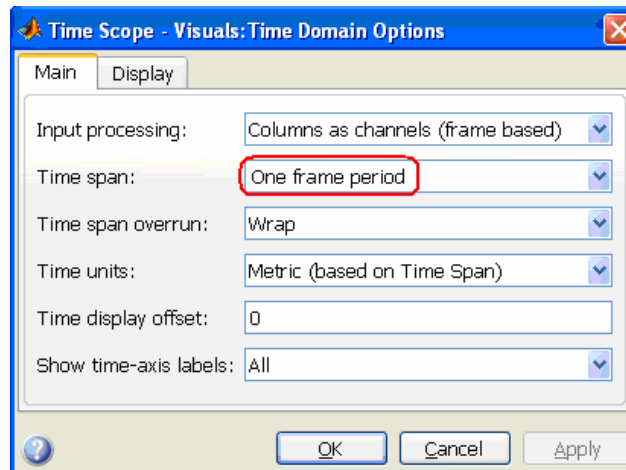 Time Scope - Visuals:Time Domain Options
Main Display
Input processing: Columns as channels (frame based)
Time span: One frame period
Time span overrun: Wrap
Time units: Metric (based on Time Span)
Time display offset: 0
Show time-axis labels: All
? OK Cancel Apply